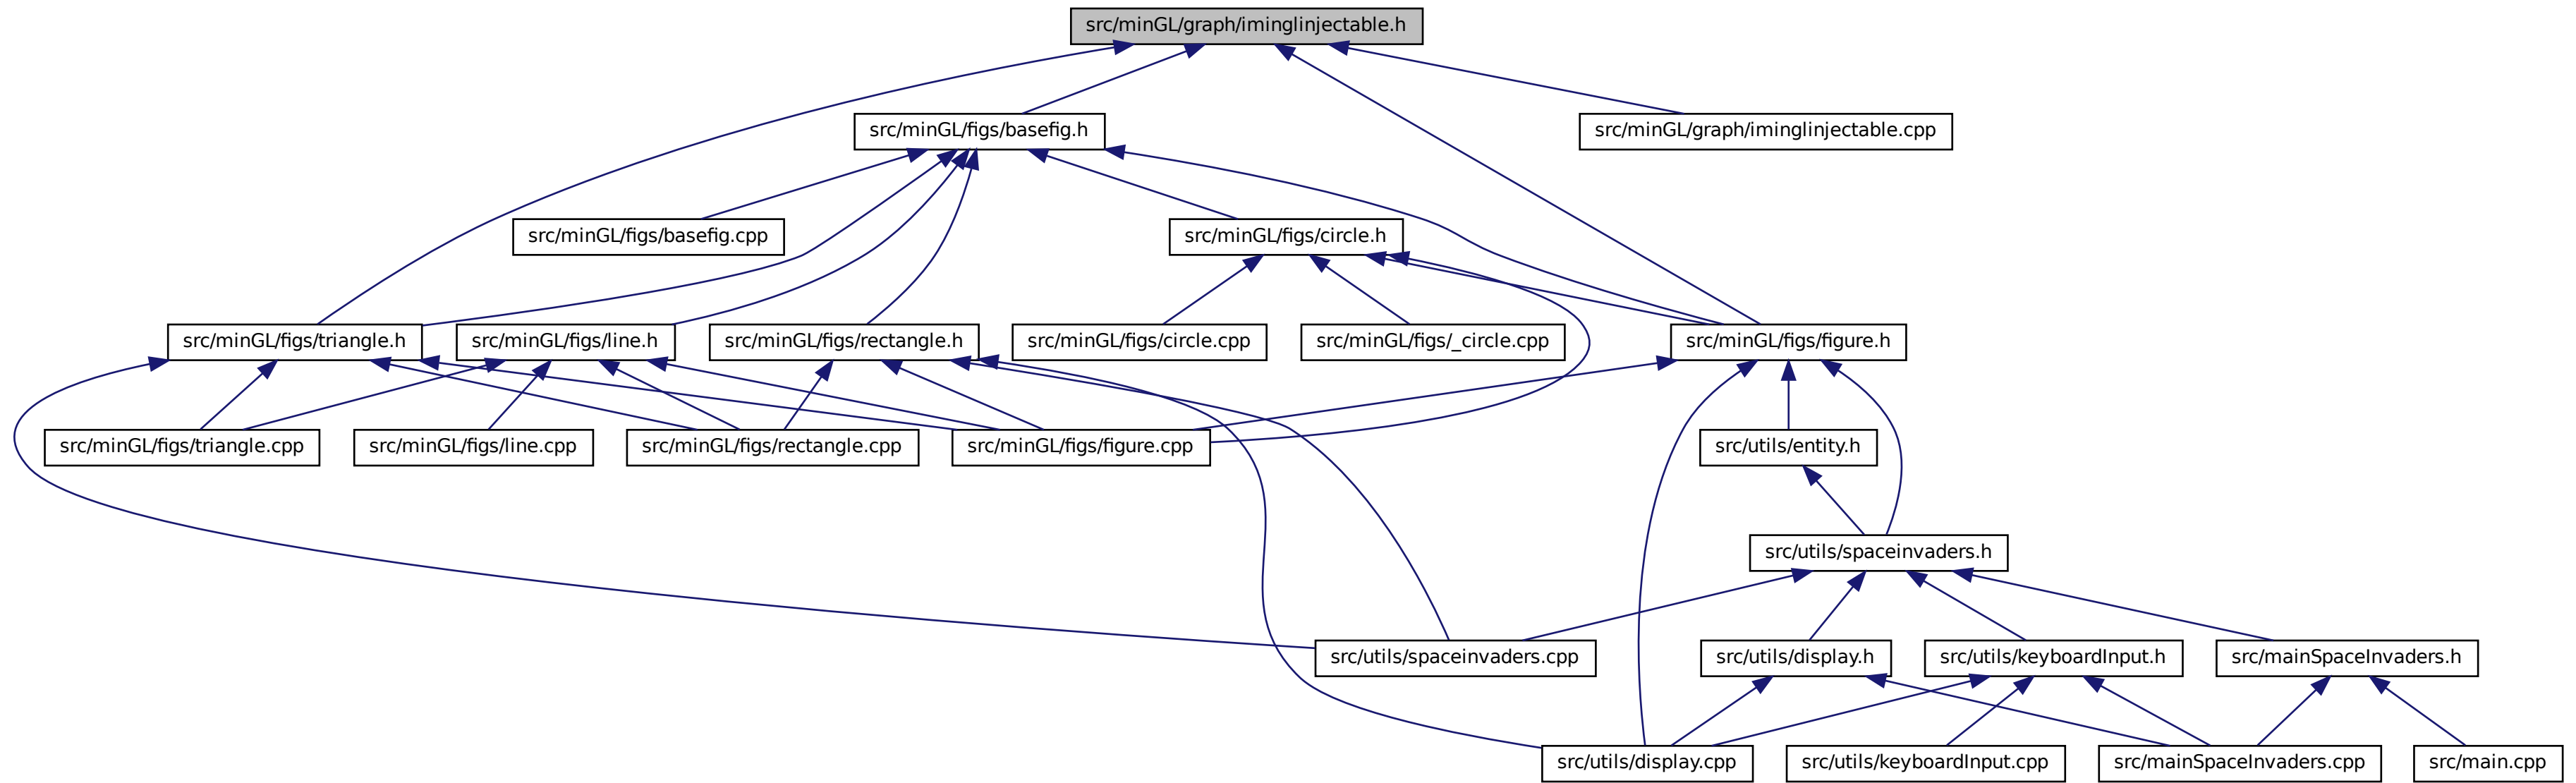 src/minGL/graph/iminglinjectable.h
src/minGL/figs/basefig.h
src/minGL/graph/iminglinjectable.cpp
src/minGL/figs/basefig.cpp
src/minGL/figs/circle.h
src/minGL/figs/triangle.h
src/minGL/figs/line.h
src/minGL/figs/rectangle.h
src/minGL/figs/circle.cpp
src/minGL/figs/_circle.cpp
src/minGL/figs/figure.h
src/minGL/figs/triangle.cpp
src/minGL/figs/line.cpp
src/minGL/figs/rectangle.cpp
src/minGL/figs/figure.cpp
src/utils/entity.h
src/utils/spaceinvaders.h
src/utils/spaceinvaders.cpp
src/utils/display.h
src/utils/keyboardInput.h
src/mainSpaceInvaders.h
src/utils/display.cpp
src/utils/keyboardInput.cpp
src/mainSpaceInvaders.cpp
src/main.cpp